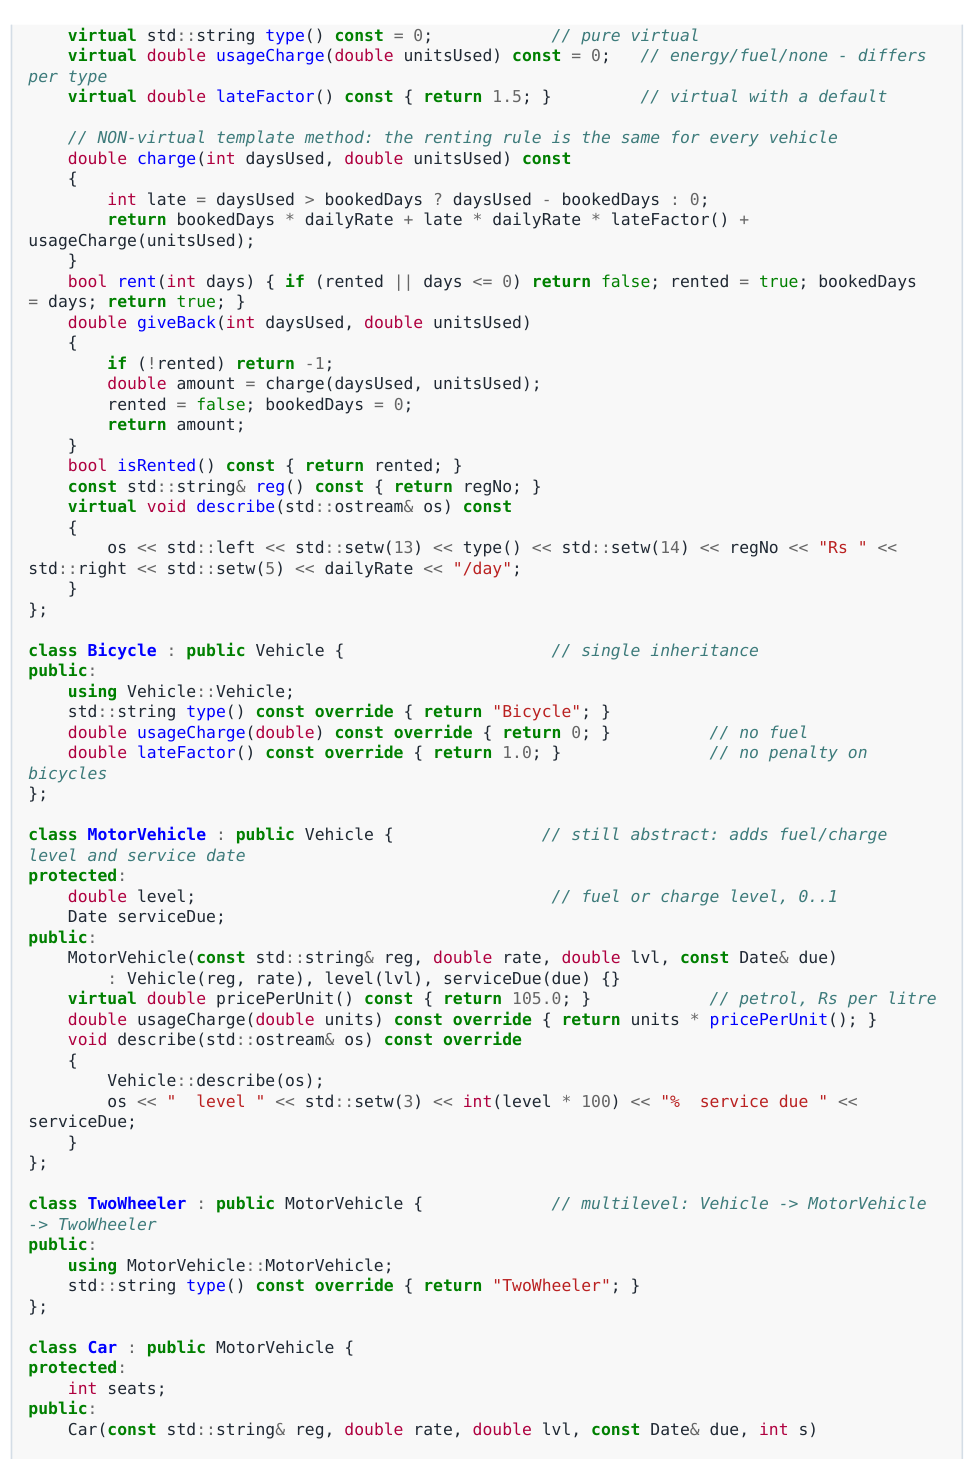 virtual std::string type() const = 0;            // pure virtual
    virtual double usageCharge(double unitsUsed) const = 0;   // energy/fuel/none - differs
per type
    virtual double lateFactor() const { return 1.5; }         // virtual with a default

    // NON-virtual template method: the renting rule is the same for every vehicle
    double charge(int daysUsed, double unitsUsed) const
    {
        int late = daysUsed > bookedDays ? daysUsed - bookedDays : 0;
        return bookedDays * dailyRate + late * dailyRate * lateFactor() +
usageCharge(unitsUsed);
    }
    bool rent(int days) { if (rented || days <= 0) return false; rented = true; bookedDays
= days; return true; }
    double giveBack(int daysUsed, double unitsUsed)
    {
        if (!rented) return -1;
        double amount = charge(daysUsed, unitsUsed);
        rented = false; bookedDays = 0;
        return amount;
    }
    bool isRented() const { return rented; }
    const std::string& reg() const { return regNo; }
    virtual void describe(std::ostream& os) const
    {
        os << std::left << std::setw(13) << type() << std::setw(14) << regNo << "Rs " <<
std::right << std::setw(5) << dailyRate << "/day";
    }
};

class Bicycle : public Vehicle {                     // single inheritance
public:
    using Vehicle::Vehicle;
    std::string type() const override { return "Bicycle"; }
    double usageCharge(double) const override { return 0; }          // no fuel
    double lateFactor() const override { return 1.0; }               // no penalty on
bicycles
};

class MotorVehicle : public Vehicle {               // still abstract: adds fuel/charge
level and service date
protected:
    double level;                                    // fuel or charge level, 0..1
    Date serviceDue;
public:
    MotorVehicle(const std::string& reg, double rate, double lvl, const Date& due)
        : Vehicle(reg, rate), level(lvl), serviceDue(due) {}
    virtual double pricePerUnit() const { return 105.0; }            // petrol, Rs per litre
    double usageCharge(double units) const override { return units * pricePerUnit(); }
    void describe(std::ostream& os) const override
    {
        Vehicle::describe(os);
        os << "  level " << std::setw(3) << int(level * 100) << "%  service due " <<
serviceDue;
    }
};

class TwoWheeler : public MotorVehicle {             // multilevel: Vehicle -> MotorVehicle
-> TwoWheeler
public:
    using MotorVehicle::MotorVehicle;
    std::string type() const override { return "TwoWheeler"; }
};

class Car : public MotorVehicle {
protected:
    int seats;
public:
    Car(const std::string& reg, double rate, double lvl, const Date& due, int s)